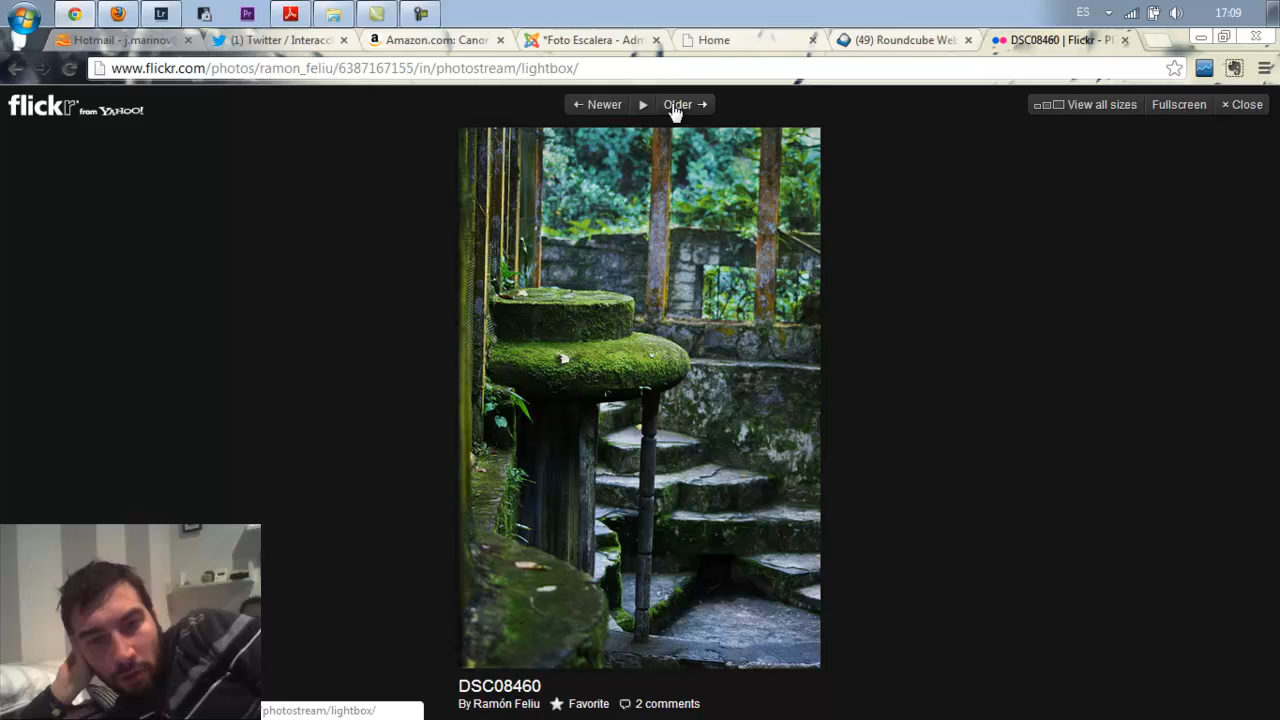 ES 17:09
Hotmail - j.marinov
(1) Twitter / Interacc
Amazon.com: Canon
*Foto Escalera - Adm
Home
(49) Roundcube Web
DSC08460 | Flickr - Ph
www.flickr.com/photos/ramon_feliu/6387167155/in/photostream/lightbox/
flickr from YAHOO!
← Newer
Older →
View all sizes
Fullscreen
× Close
DSC08460
By Ramón Feliu
Favorite
2 comments
photostream/lightbox/